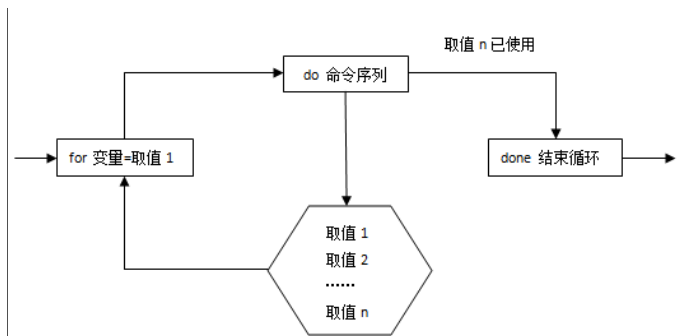 取值 n 已使用
do 命令序列
for 变量=取值 1
done 结束循环
取值 1
取值 2
......
取值 n